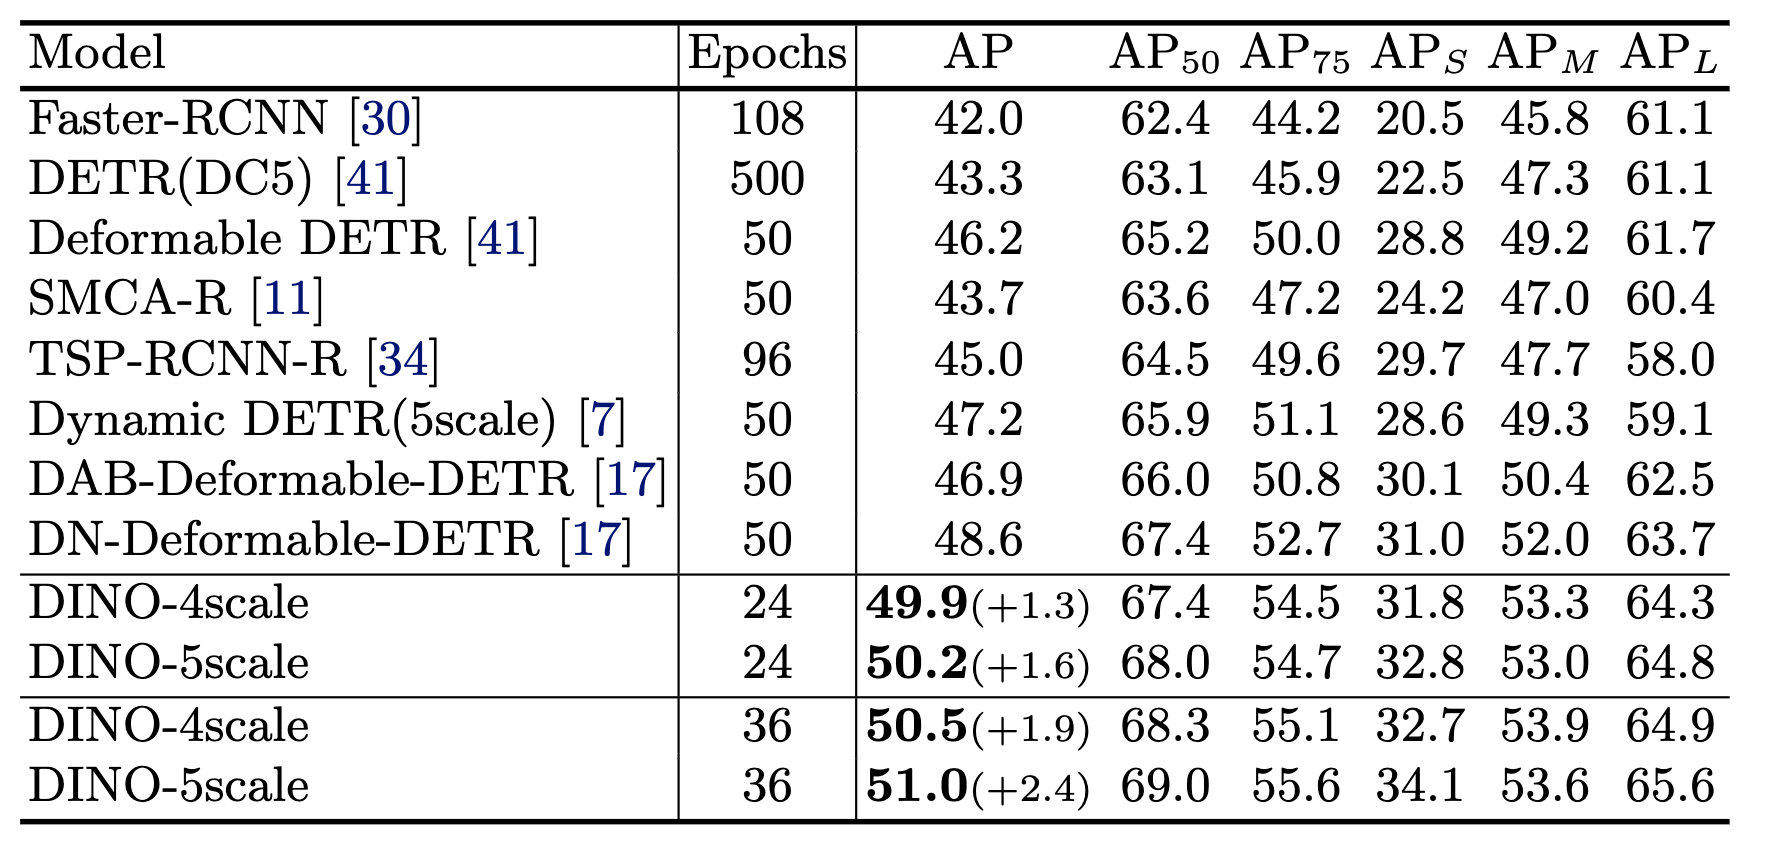 Model Epochs AP AP50 AP75 APS APM APL
Faster-RCNN [30] 108 42.0 62.4 44.2 20.5 45.8 61.1
DETR(DC5) [41] 500 43.3 63.1 45.9 22.5 47.3 61.1
Deformable DETR [41] 50 46.2 65.2 50.0 28.8 49.2 61.7
SMCA-R [11] 50 43.7 63.6 47.2 24.2 47.0 60.4
TSP-RCNN-R [34] 96 45.0 64.5 49.6 29.7 47.7 58.0
Dynamic DETR(5scale) [7] 50 47.2 65.9 51.1 28.6 49.3 59.1
DAB-Deformable-DETR [17] 50 46.9 66.0 50.8 30.1 50.4 62.5
DN-Deformable-DETR [17] 50 48.6 67.4 52.7 31.0 52.0 63.7
DINO-4scale 24 49.9(+1.3) 67.4 54.5 31.8 53.3 64.3
DINO-5scale 24 50.2(+1.6) 68.0 54.7 32.8 53.0 64.8
DINO-4scale 36 50.5(+1.9) 68.3 55.1 32.7 53.9 64.9
DINO-5scale 36 51.0(+2.4) 69.0 55.6 34.1 53.6 65.6